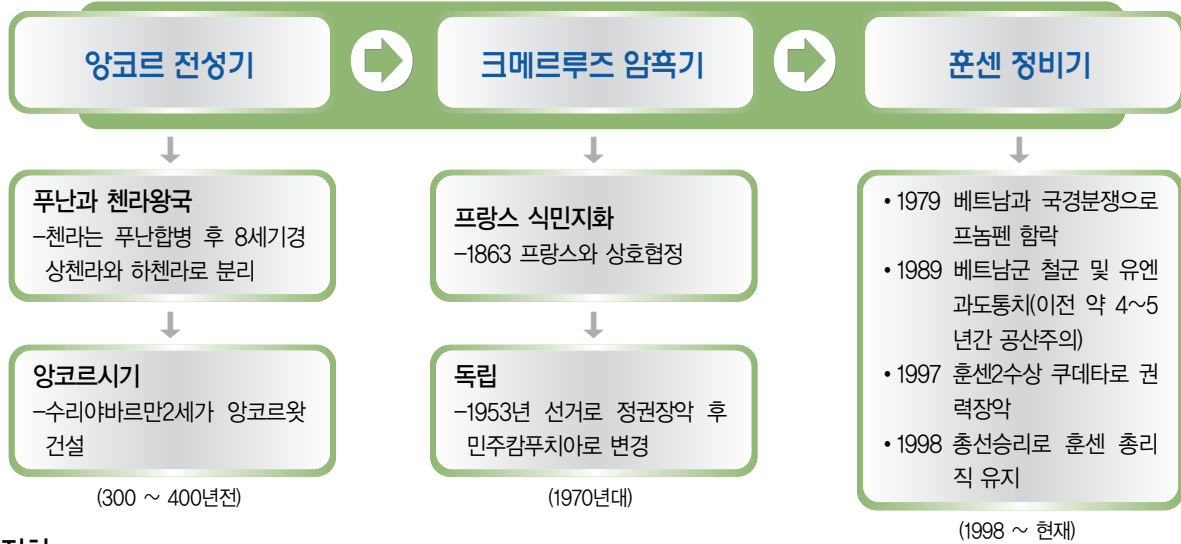 앙코르 전성기
크메르루즈 암흑기
훈센 정비기
푸난과 첸라왕국
-첸라는 푸난합병 후 8세기경
상첸라와 하첸라로 분리
앙코르시기
-수리야바르만2세가 앙코르왓
건설
(300 ~ 400년전)
프랑스 식민지화
-1863 프랑스와 상호협정
독립
-1953년 선거로 정권장악 후
민주캄푸치아로 변경
(1970년대)
• 1979 베트남과 국경분쟁으로
프놈펜 함락
• 1989 베트남군 철군 및 유엔
과도통치(이전 약 4~5
년간 공산주의)
• 1997 훈센2수상 쿠데타로 권
력장악
• 1998 총선승리로 훈센 총리
직 유지
(1998 ~ 현재)